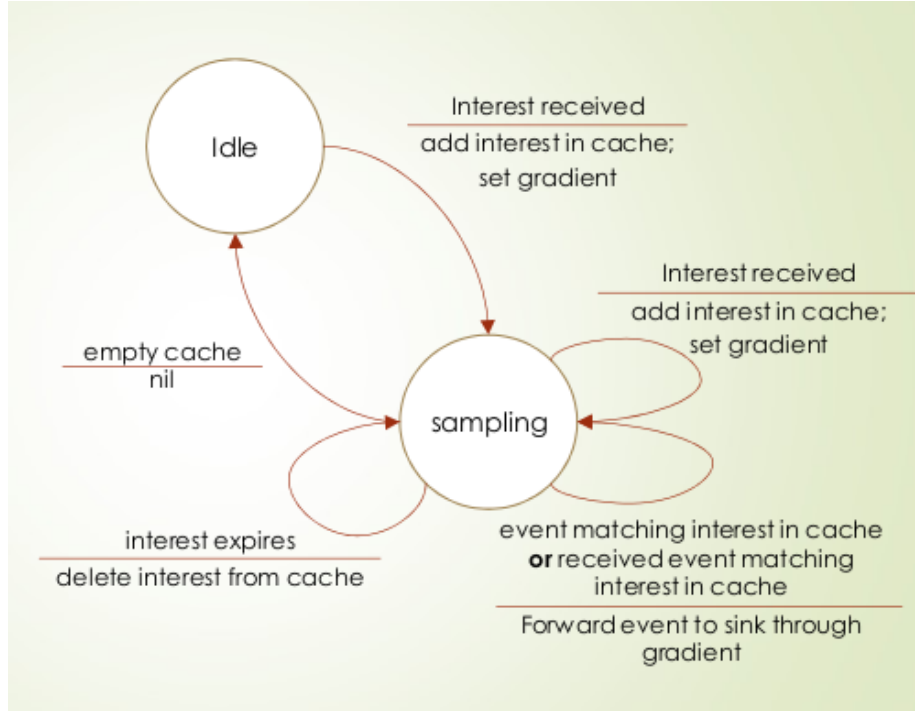 Idle
Interest received
add interest in cache;
set gradient
Interest received
add interest in cache;
set gradient
empty cache
nil
sampling
interest expires
delete interest from cache
event matching interest in cache
or received event matching
interest in cache
Forward event to sink through
gradient